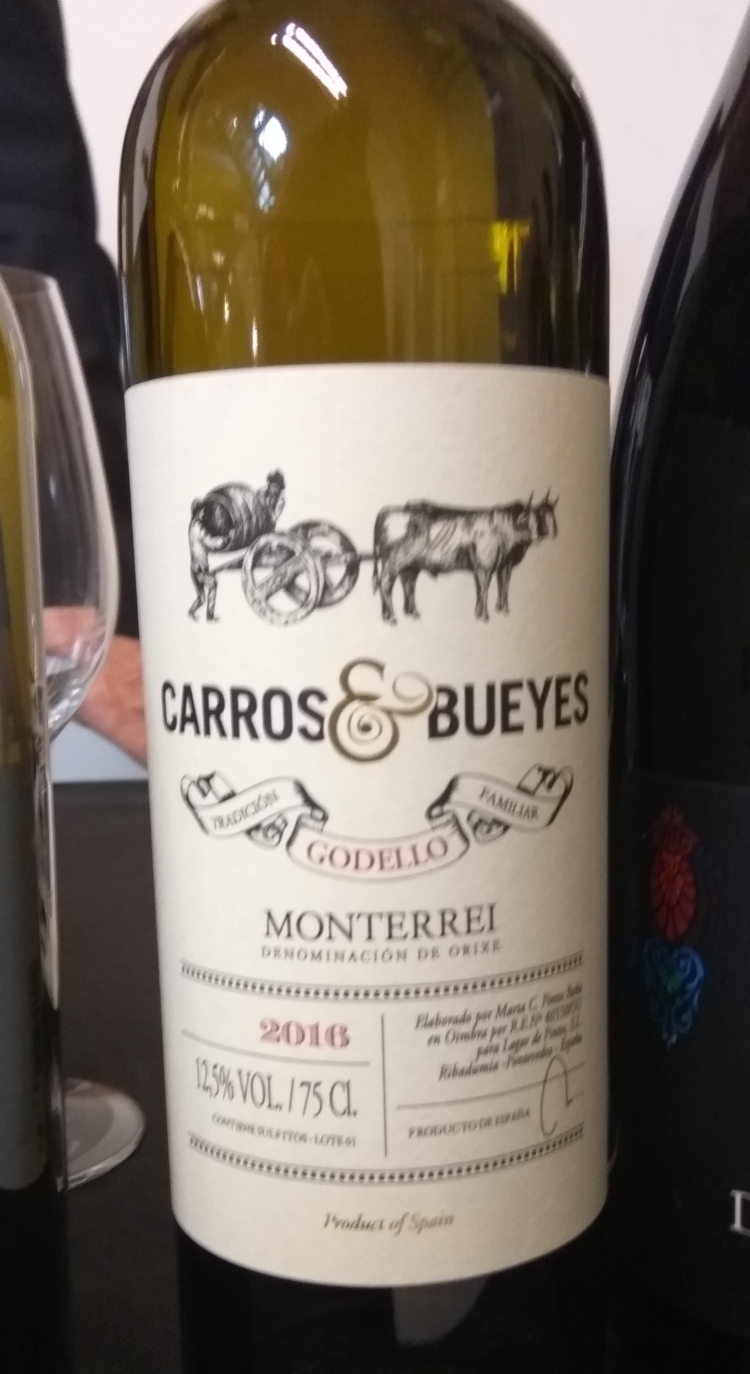 CARROS & BUEYES
TRADICIÓN
FAMILIAR
GODELLO
MONTERREI
DENOMINACIÓN DE ORIXE
2016
12,5% VOL. / 75 Cl.
CONTIENE SULFITOS - LOTE 01
Elaborado por Marta C.
en Oimbra por R.E. Nº
para Lagar de
Ribadumia - Pontevedra - España
PRODUCTO DE ESPAÑA
Product of Spain